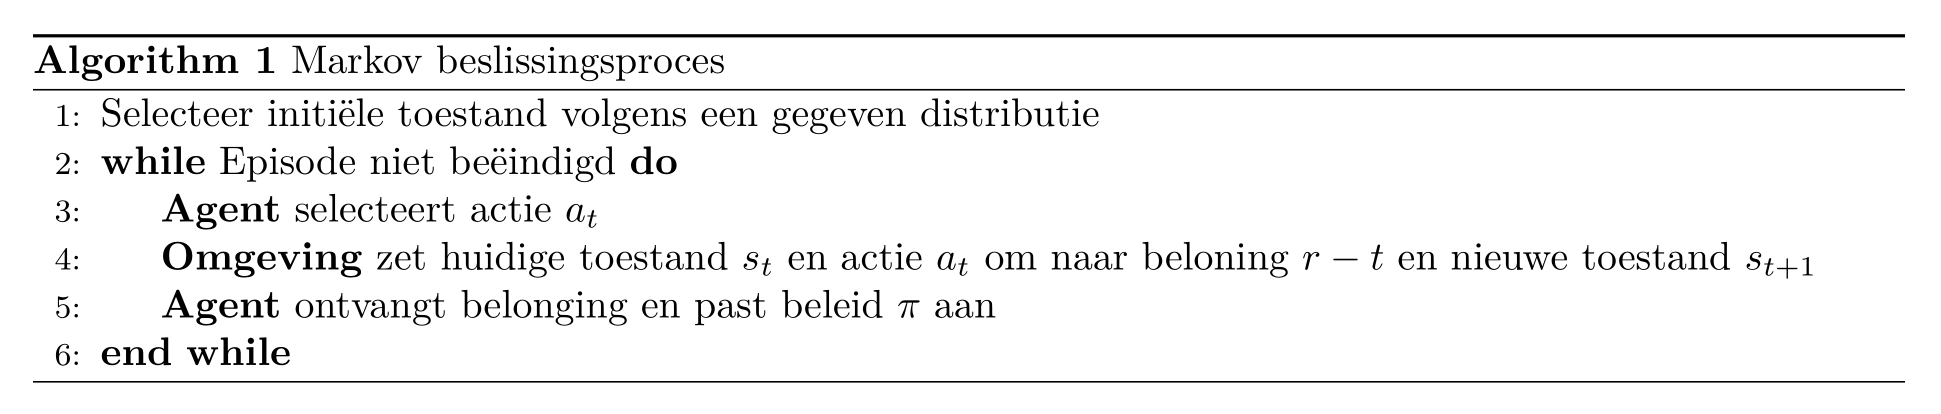 Algorithm 1 Markov beslissingsproces
1: Selecteer initiële toestand volgens een gegeven distributie
2: while Episode niet beëindigd do
3: Agent selecteert actie a_t
4: Omgeving zet huidige toestand s_t en actie a_t om naar beloning r − t en nieuwe toestand s_{t+1}
5: Agent ontvangt belonging en past beleid π aan
6: end while